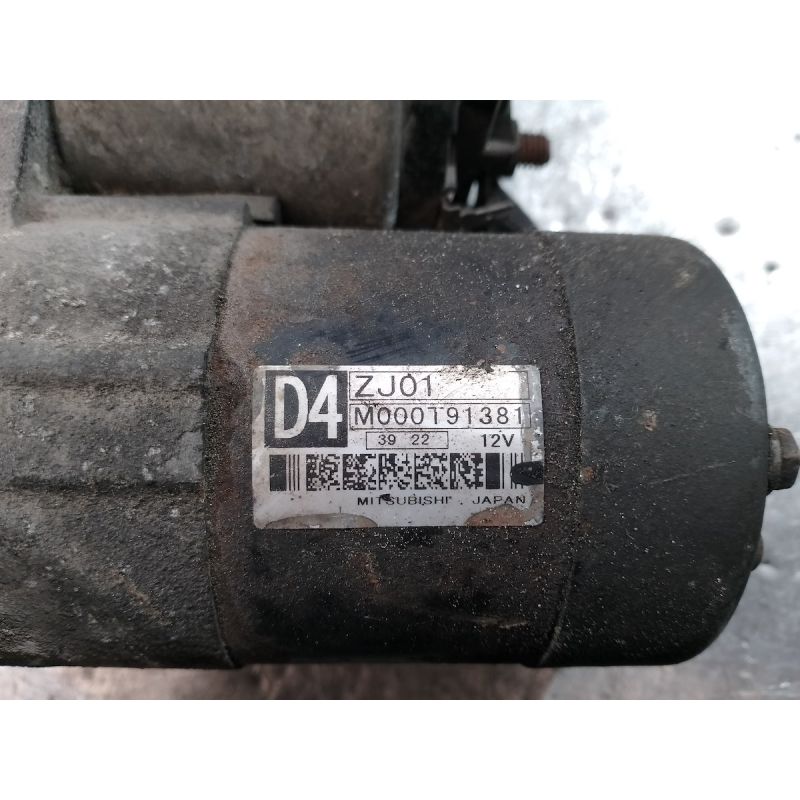 D4 ZJ01
M000T91381
39 22 12V
MITSUBISHI JAPAN